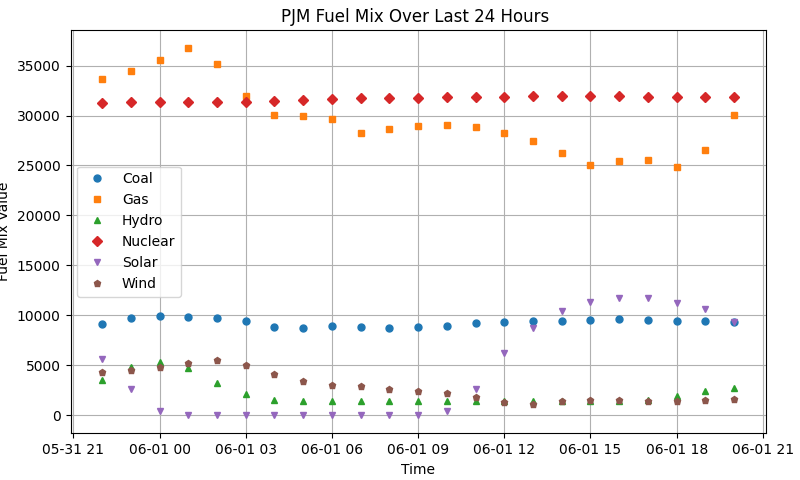 PJM Fuel Mix Over Last 24 Hours
35000
30000
25000
20000
15000
10000
5000
0
Fuel Mix Value
Coal
Gas
Hydro
Nuclear
Solar
Wind
05-31 21 06-01 00 06-01 03 06-01 06 06-01 09 06-01 12 06-01 15 06-01 18 06-01 21
Time